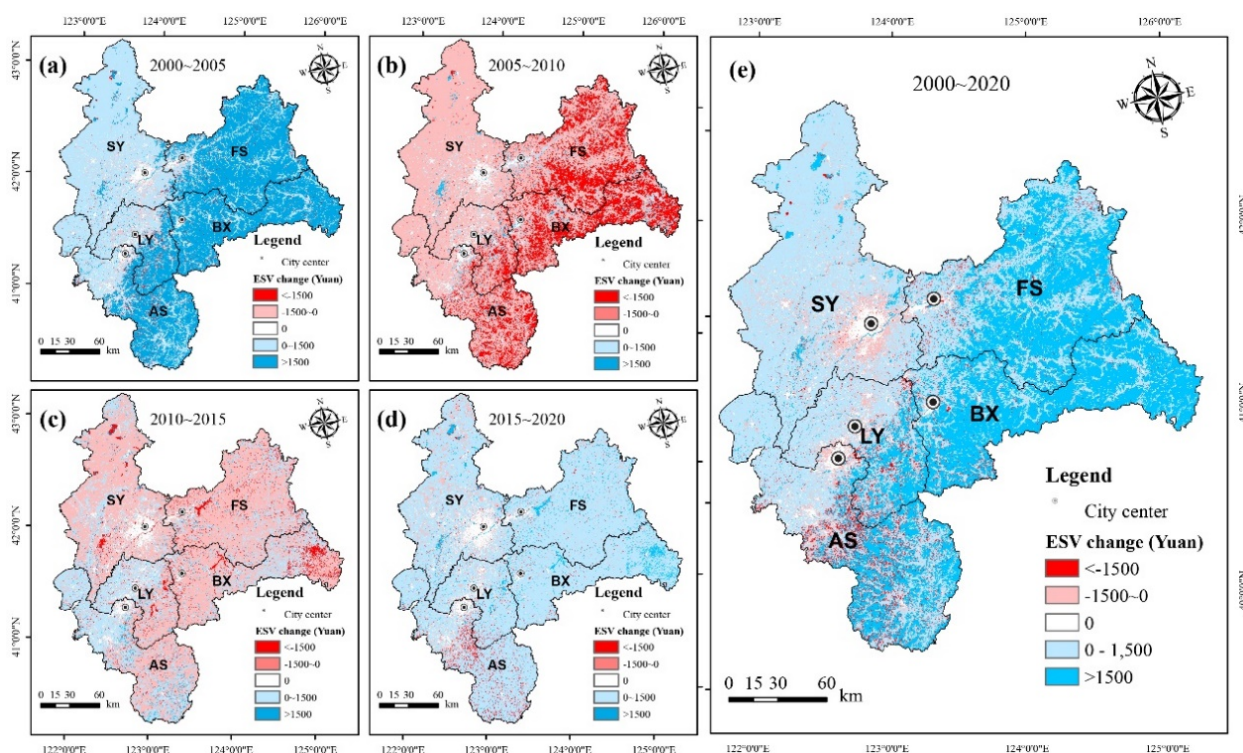 123°0'0"E 124°0'0"E 125°0'0"E 126°0'0"E
(a)
2000~2005
N
W E
S
43°0'0"N
42°0'0"N
41°0'0"N
SY
FS
BX
LY
AS
Legend
City center
ESV change (Yuan)
<-1500
-1500~0
0
0~1500
>1500
0 15 30 60
km
123°0'0"E 124°0'0"E 125°0'0"E 126°0'0"E
(b)
2005~2010
N
W E
S
SY
FS
BX
LY
AS
Legend
City center
ESV change (Yuan)
<-1500
-1500~0
0
0~1500
>1500
0 15 30 60
km
(c)
2010~2015
N
W E
S
43°0'0"N
42°0'0"N
41°0'0"N
SY
FS
BX
LY
AS
Legend
City center
ESV change (Yuan)
<-1500
-1500~0
0
0~1500
>1500
0 15 30 60
km
122°0'0"E 123°0'0"E 124°0'0"E 125°0'0"E
(d)
2015~2020
N
W E
S
SY
FS
BX
LY
AS
Legend
City center
ESV change (Yuan)
<-1500
-1500~0
0
0~1500
>1500
0 15 30 60
km
122°0'0"E 123°0'0"E 124°0'0"E 125°0'0"E
123°0'0"E 124°0'0"E 125°0'0"E 126°0'0"E
(e)
2000~2020
N
W E
S
SY
FS
BX
LY
AS
Legend
City center
ESV change (Yuan)
<-1500
-1500~0
0
0 - 1,500
>1500
0 15 30 60
km
122°0'0"E 123°0'0"E 124°0'0"E 125°0'0"E